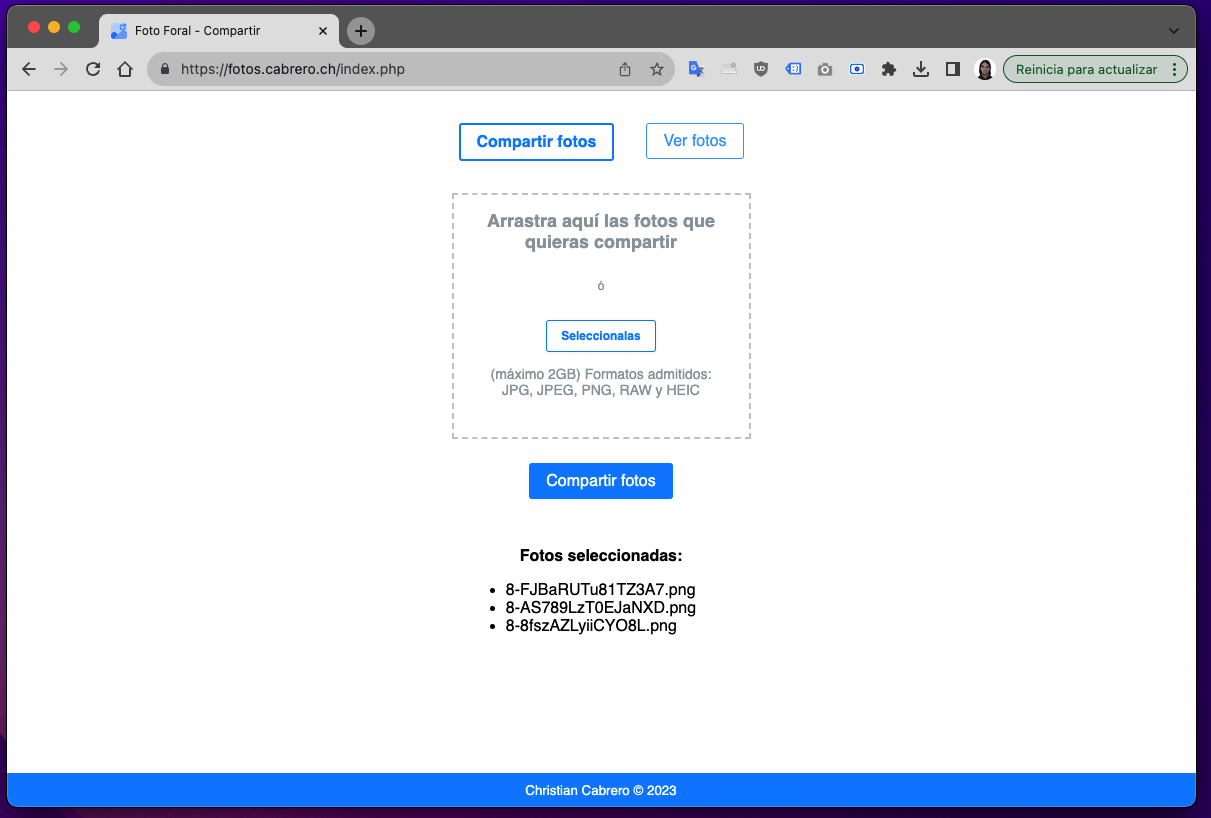 Foto Foral - Compartir
https://fotos.cabrero.ch/index.php
Reinicia para actualizar
Compartir fotos
Ver fotos
Arrastra aquí las fotos que
quieras compartir
ó
Seleccionalas
(máximo 2GB) Formatos admitidos:
JPG, JPEG, PNG, RAW y HEIC
Compartir fotos
Fotos seleccionadas:
• 8-FJBaRUTu81TZ3A7.png
• 8-AS789LzT0EJaNXD.png
• 8-8fszAZLyiiCYO8L.png
Christian Cabrero © 2023